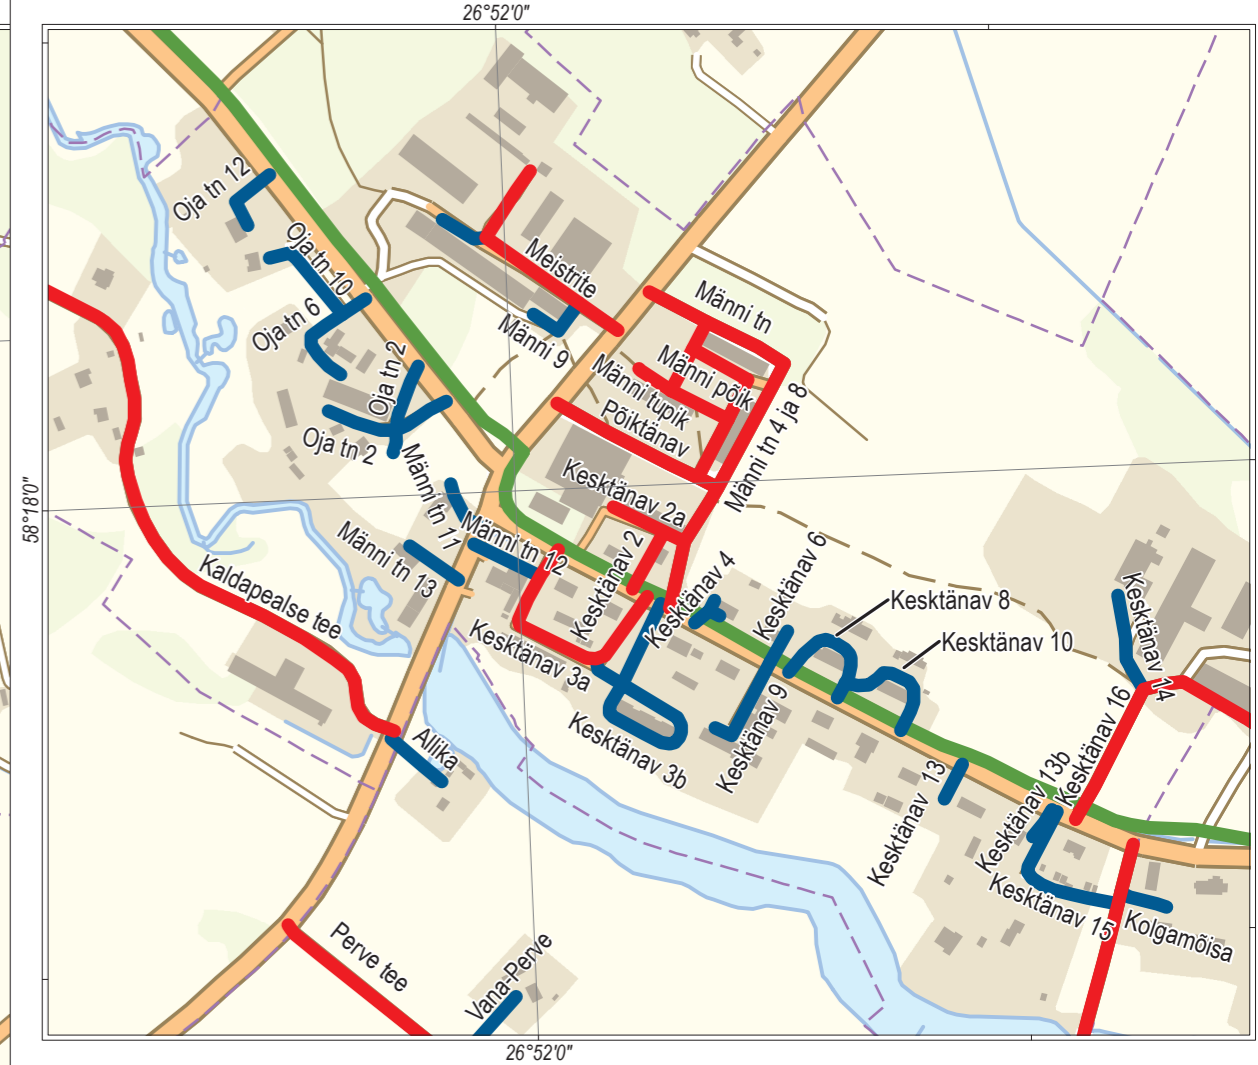 26°52'0"
Oja tn 12
Oja tn 10
Meistrite
Oja tn 6
Männi tn
Männi 9
Oja tn 2
Männi põik
Männi tupik
Põiktänav
Männi tn 4 ja 8
Oja tn 2
Männi tn 11
Kesktänav 2a
58°18'0"
Männi tn 12
Männi tn 13
Kesktänav 2
Kesktänav 4
Kesktänav 6
Kaldapealse tee
Kesktänav 8
Kesktänav 10
Kesktänav 14
Kesktänav 3a
Kesktänav 9
Kesktänav 16
Kesktänav 3b
Allika
Kesktänav 13
Kesktänav 13b
Kesktänav 15
Kolgamõisa
Perve tee
Vana-Perve
26°52'0"